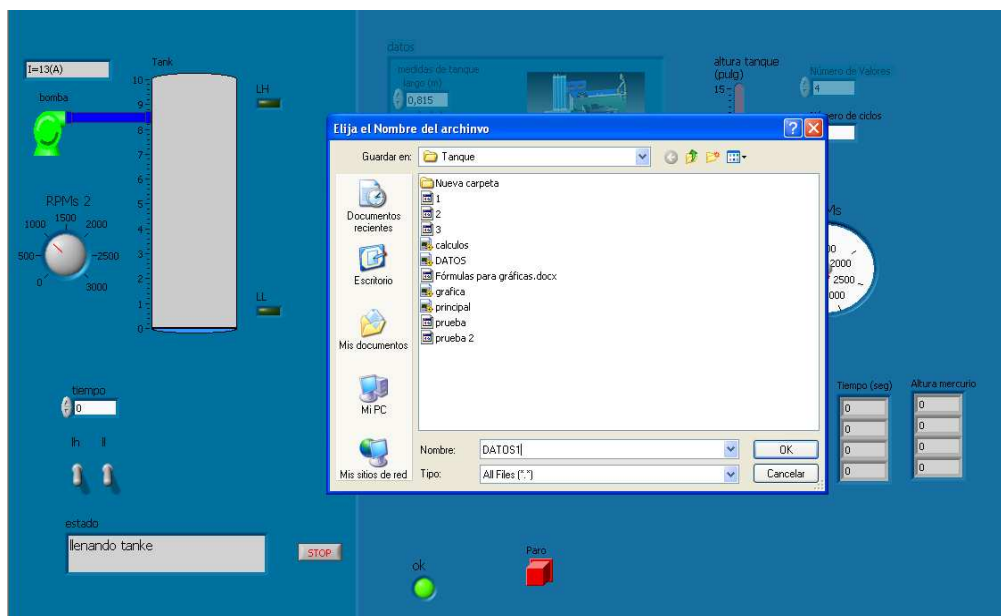 I=13(A)
Tank
10
9
8
7
6
5
4
3
2
1
0
bomba
LH
LL
RPMs 2
0
500
1000
1500
2000
2500
3000
tiempo
0
lh
ll
estado
llenando tanke
STOP
datos
medidas de tanque
largo (m)
0,815
altura tanque
(pulg)
15
Número de Valores
4
Elija el Nombre del archinvo
Guardar en:
Tanque
Documentos
recientes
Escritorio
Mis documentos
Mi PC
Mis sitios de red
Nueva carpeta
1
2
3
calculos
DATOS
Fórmulas para gráficas.docx
grafica
principal
prueba
prueba 2
Nombre:
DATOS1
OK
Tipo:
All Files (*.*)
Cancelar
2000
2500
Tiempo (seg)
0
0
0
0
Altura mercurio
0
0
0
0
ok
Paro